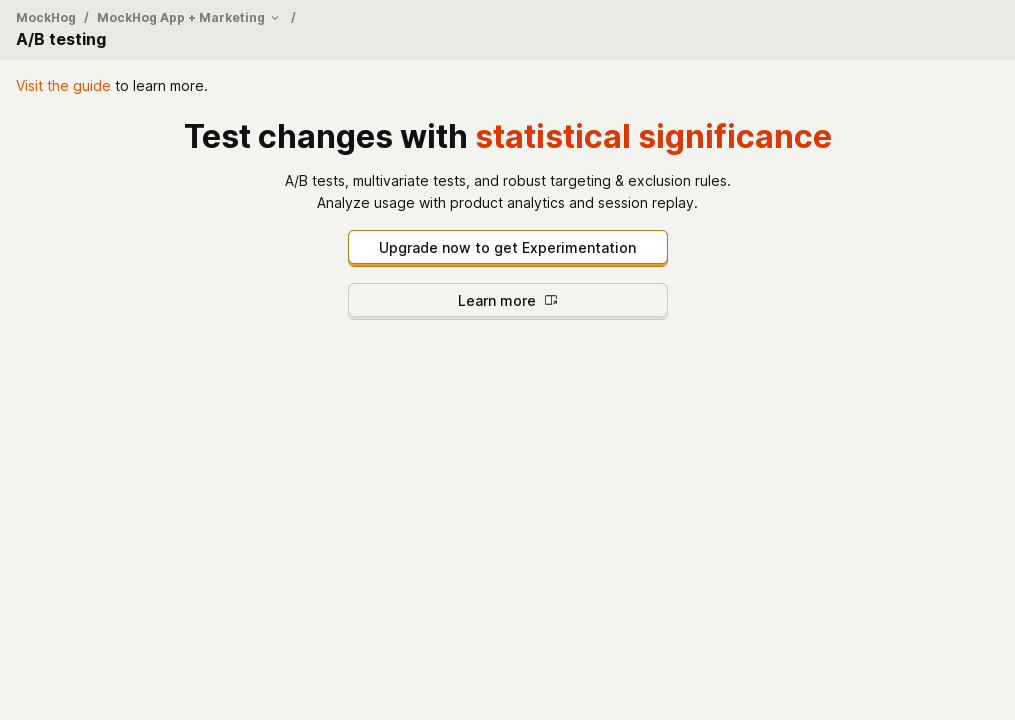 MockHog / MockHog App + Marketing /
A/B testing
Visit the guide to learn more.
Test changes with statistical significance
A/B tests, multivariate tests, and robust targeting & exclusion rules.
Analyze usage with product analytics and session replay.
Upgrade now to get Experimentation
Learn more